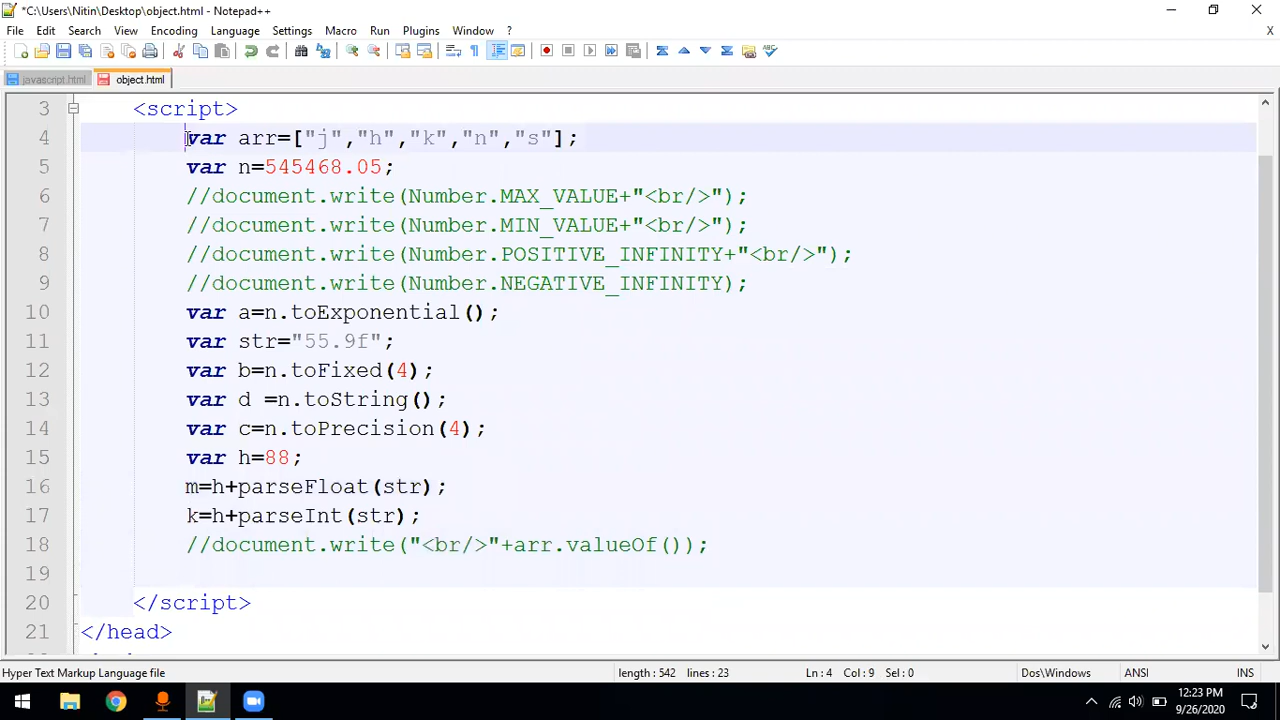 *C:\Users\Nitin\Desktop\object.html - Notepad++
File Edit Search View Encoding Language Settings Macro Run Plugins Window ? X
javascript.html object.html
3 <script>
4 var arr=["j","h","k","n","s"];
5 var n=545468.05;
6 //document.write(Number.MAX_VALUE+"<br/>");
7 //document.write(Number.MIN_VALUE+"<br/>");
8 //document.write(Number.POSITIVE_INFINITY+"<br/>");
9 //document.write(Number.NEGATIVE_INFINITY);
10 var a=n.toExponential();
11 var str="55.9f";
12 var b=n.toFixed(4);
13 var d =n.toString();
14 var c=n.toPrecision(4);
15 var h=88;
16 m=h+parseFloat(str);
17 k=h+parseInt(str);
18 //document.write("<br/>"+arr.valueOf());
19
20 </script>
21 </head>
Hyper Text Markup Language file length : 542 lines : 23 Ln : 4 Col : 9 Sel : 0 Dos\Windows ANSI INS
12:23 PM
9/26/2020